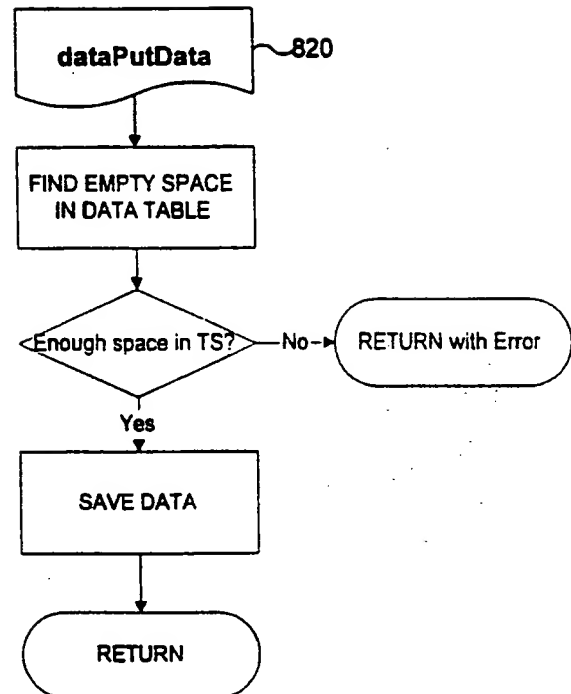 dataPutData
820
FIND EMPTY SPACE
IN DATA TABLE
Enough space in TS?
No
RETURN with Error
Yes
SAVE DATA
RETURN